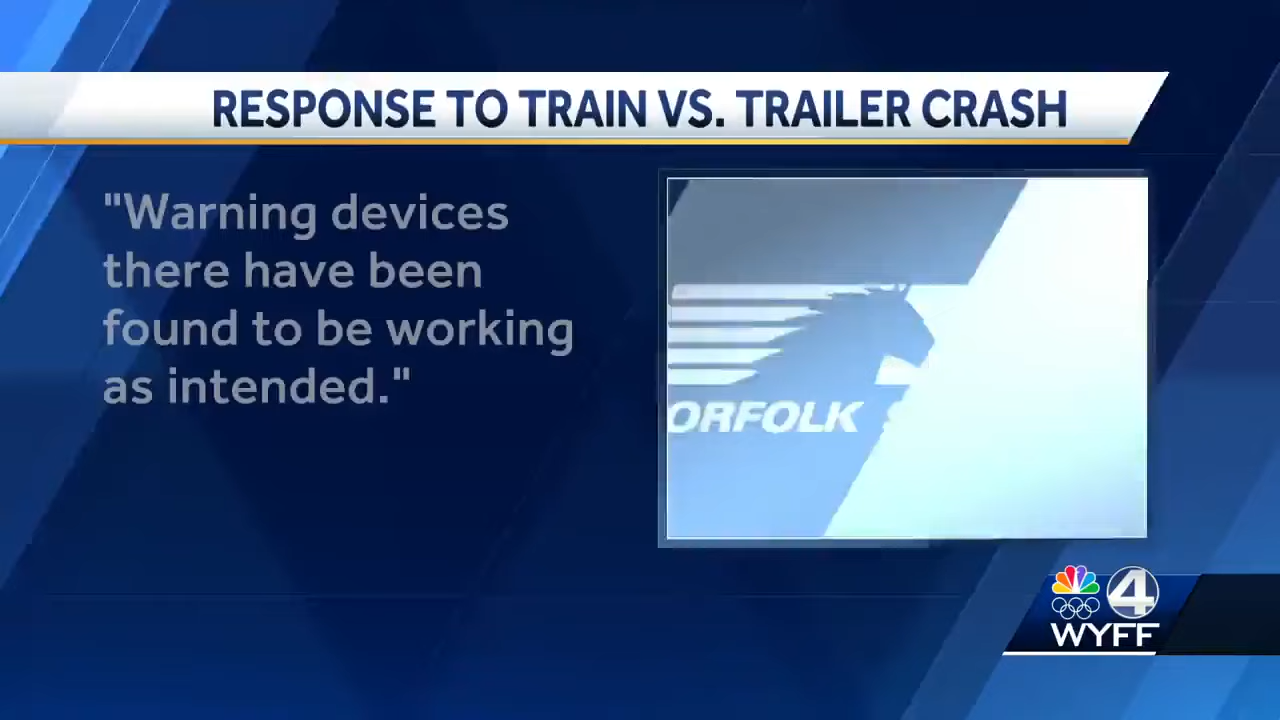 RESPONSE TO TRAIN VS. TRAILER CRASH
"Warning devices
there have been
found to be working
as intended."
ORFOLK S
4
WYFF